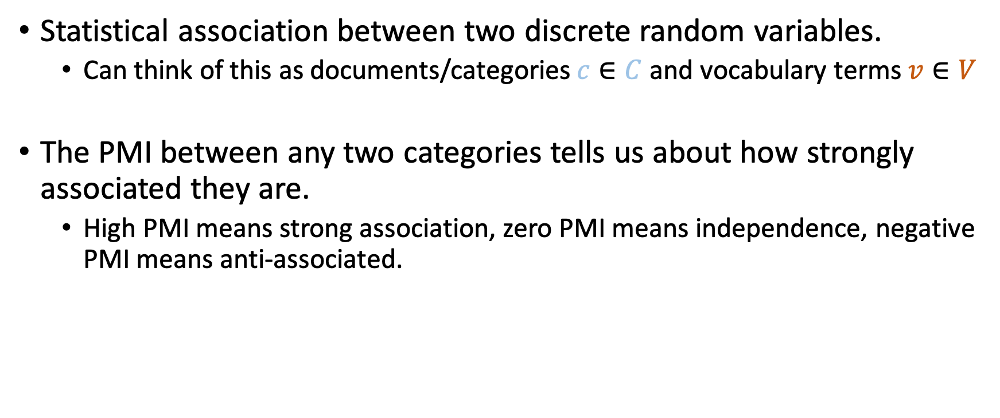 • Statistical association between two discrete random variables.
• Can think of this as documents/categories c ∈ C and vocabulary terms v ∈ V
• The PMI between any two categories tells us about how strongly
associated they are.
• High PMI means strong association, zero PMI means independence, negative
PMI means anti-associated.